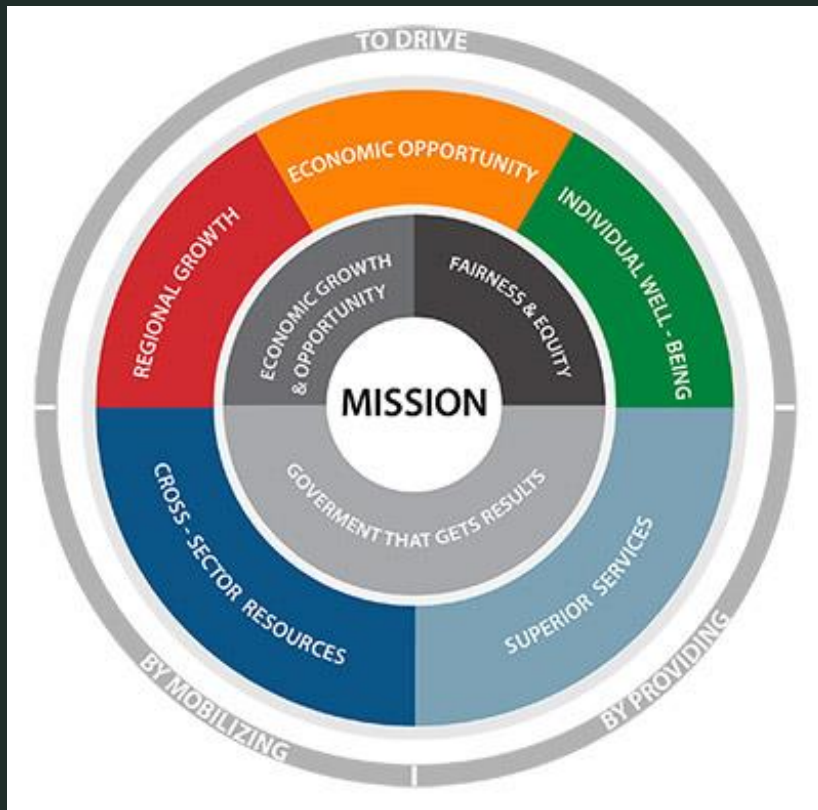 TO DRIVE
ECONOMIC OPPORTUNITY
REGIONAL GROWTH
INDIVIDUAL WELL - BEING
ECONOMIC GROWTH
& OPPORTUNITY
FAIRNESS & EQUITY
MISSION
GOVERMENT THAT GETS RESULTS
CROSS - SECTOR RESOURCES
SUPERIOR SERVICES
BY MOBILIZING
BY PROVIDING